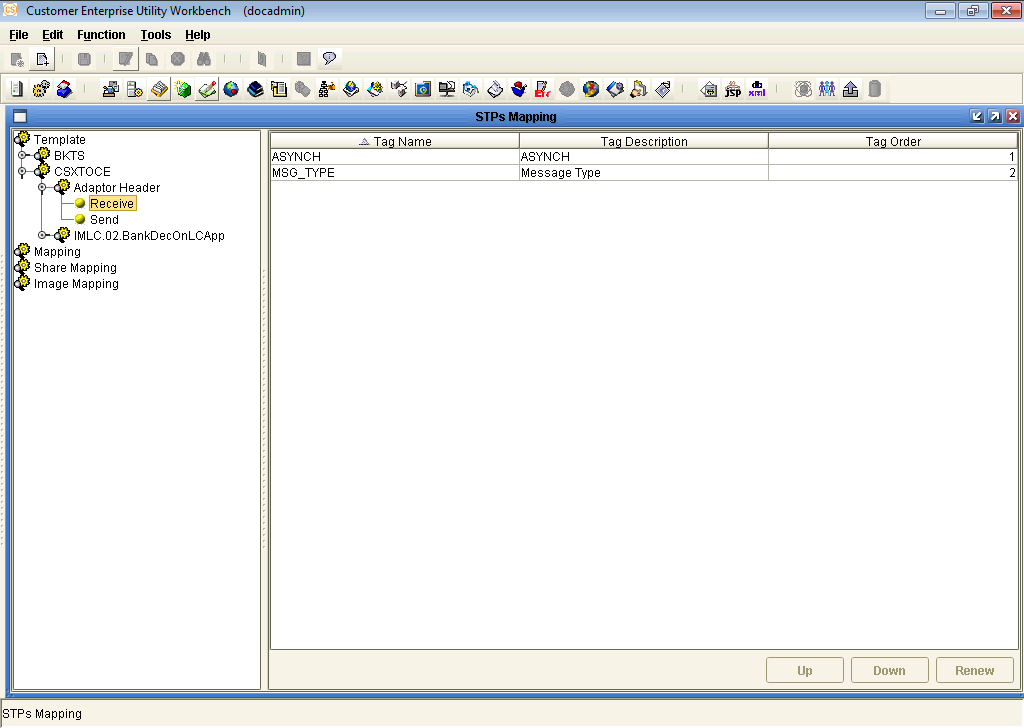 Customer Enterprise Utility Workbench (docadmin)
File Edit Function Tools Help
jsp xml
STPs Mapping
Template
BKTS
CSXTOCE
Adaptor Header
Receive
Send
IMLC.02.BankDecOnLCApp
Mapping
Share Mapping
Image Mapping
Tag Name Tag Description Tag Order
ASYNCH ASYNCH 1
MSG_TYPE Message Type 2
Up Down Renew
STPs Mapping